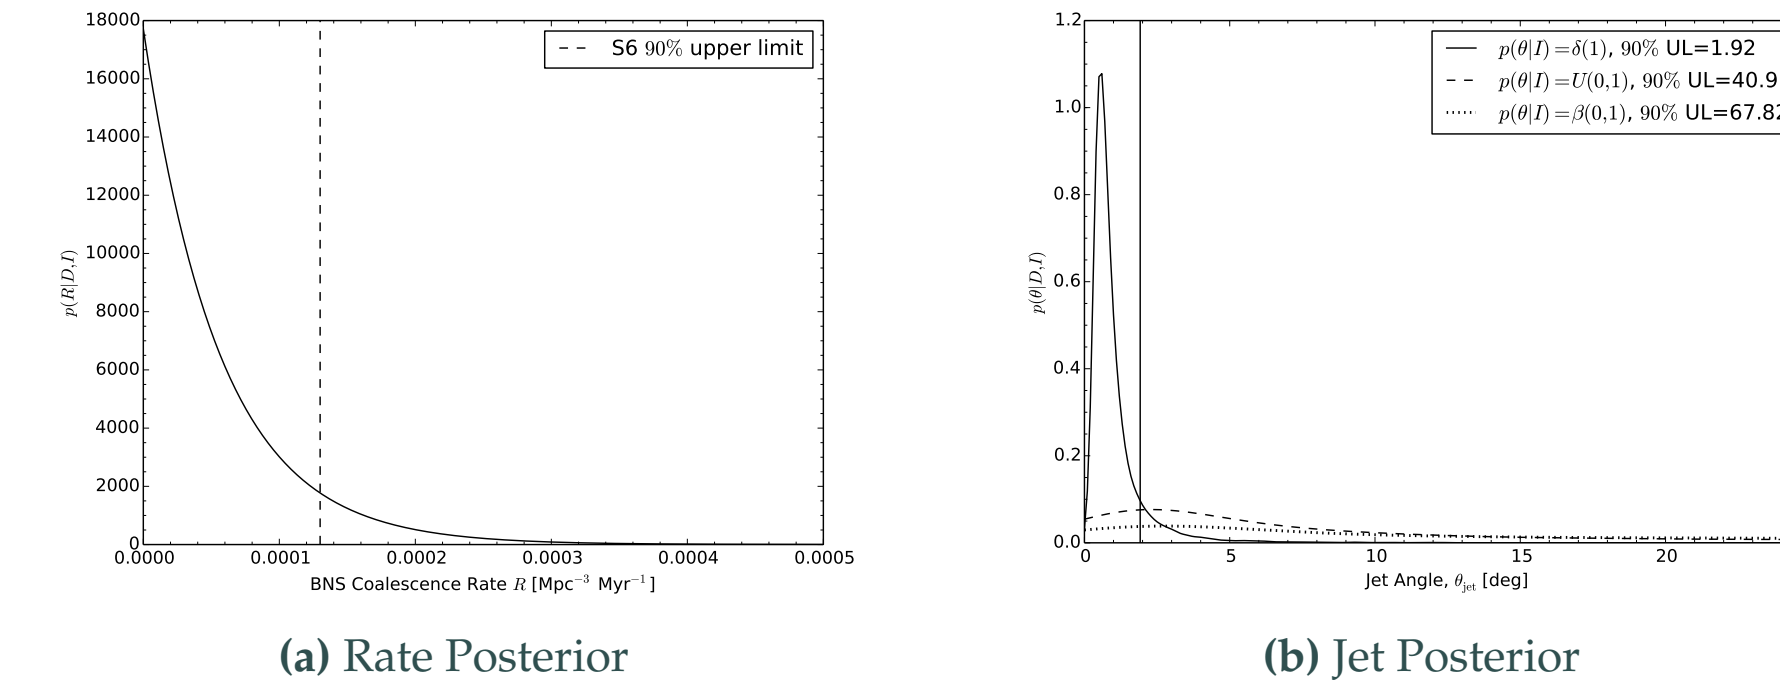 18000
16000
14000
12000
10000
8000
6000
4000
2000
0
0.0000 0.0001 0.0002 0.0003 0.0004 0.0005
p(R|D,I)
BNS Coalescence Rate R [Mpc⁻³ Myr⁻¹]
S6 90% upper limit
(a) Rate Posterior
1.2
1.0
0.8
0.6
0.4
0.2
0.0
0 5 10 15 20
p(θ|D,I)
Jet Angle, θjet [deg]
p(θ|I)=δ(1), 90% UL=1.92
p(θ|I)=U(0,1), 90% UL=40.9
p(θ|I)=β(0,1), 90% UL=67.82
(b) Jet Posterior